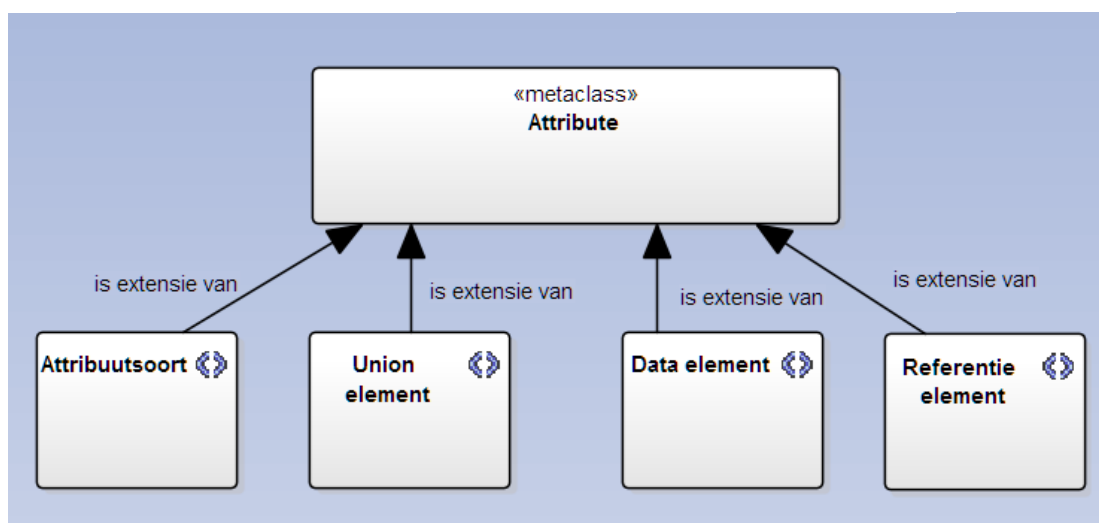 «metaclass»
Attribute
is extensie van
is extensie van
is extensie van
is extensie van
Attribuutsoort
Union
element
Data element
Referentie
element